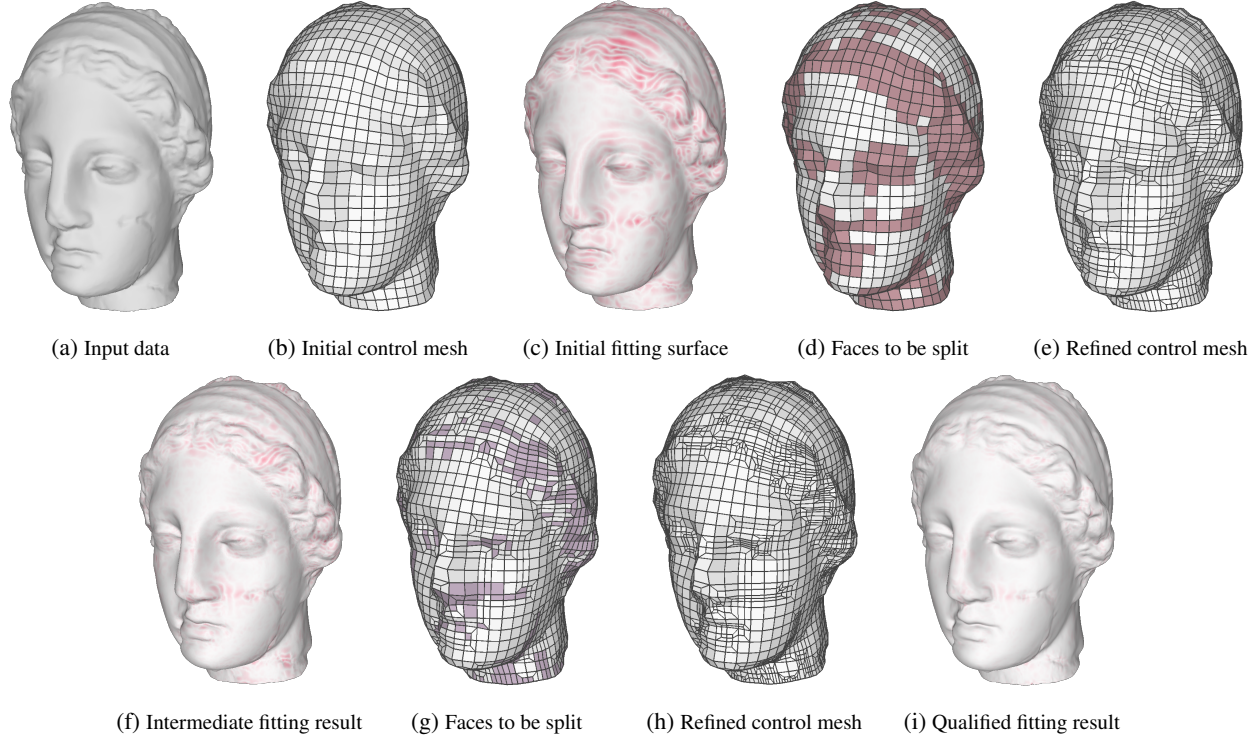 (a) Input data
(b) Initial control mesh
(c) Initial fitting surface
(d) Faces to be split
(e) Refined control mesh
(f) Intermediate fitting result
(g) Faces to be split
(h) Refined control mesh
(i) Qualified fitting result